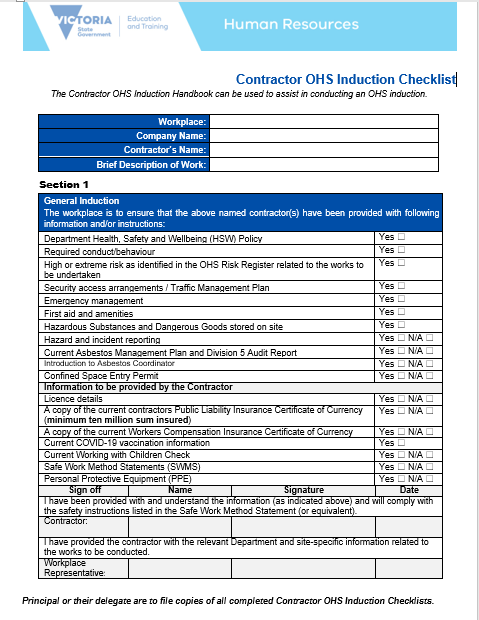 VICTORIA
State
Government
Education
and Training
Human Resources
Contractor OHS Induction Checklist
The Contractor OHS Induction Handbook can be used to assist in conducting an OHS induction.
Workplace:
Company Name:
Contractor's Name:
Brief Description of Work:
Section 1
General Induction
The workplace is to ensure that the above named contractor(s) have been provided with following
information and/or instructions:
Department Health, Safety and Wellbeing (HSW) Policy Yes ☐
Required conduct/behaviour Yes ☐
High or extreme risk as identified in the OHS Risk Register related to the works to Yes ☐
be undertaken
Security access arrangements / Traffic Management Plan Yes ☐
Emergency management Yes ☐
First aid and amenities Yes ☐
Hazardous Substances and Dangerous Goods stored on site Yes ☐
Hazard and incident reporting Yes ☐ N/A ☐
Current Asbestos Management Plan and Division 5 Audit Report Yes ☐ N/A ☐
Introduction to Asbestos Coordinator Yes ☐ N/A ☐
Confined Space Entry Permit Yes ☐ N/A ☐
Information to be provided by the Contractor
Licence details Yes ☐ N/A ☐
A copy of the current contractors Public Liability Insurance Certificate of Currency Yes ☐ N/A ☐
(minimum ten million sum insured)
A copy of the current Workers Compensation Insurance Certificate of Currency Yes ☐ N/A ☐
Current COVID-19 vaccination information Yes ☐
Current Working with Children Check Yes ☐ N/A ☐
Safe Work Method Statements (SWMS) Yes ☐ N/A ☐
Personal Protective Equipment (PPE) Yes ☐ N/A ☐
Sign off Name Signature Date
I have been provided with and understand the information (as indicated above) and will comply with
the safety instructions listed in the Safe Work Method Statement (or equivalent).
Contractor:
I have provided the contractor with the relevant Department and site-specific information related to
the works to be conducted.
Workplace
Representative:
Principal or their delegate are to file copies of all completed Contractor OHS Induction Checklists.